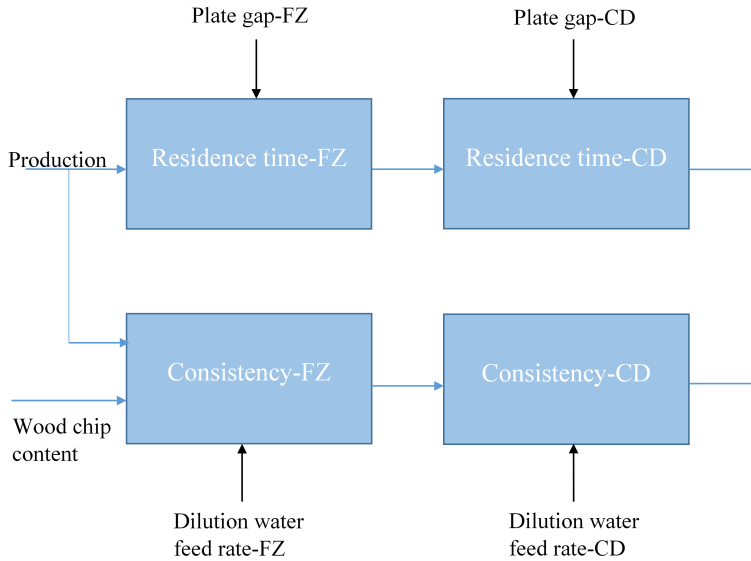 Plate gap-FZ
Plate gap-CD
Production
Residence time-FZ
Residence time-CD
Consistency-FZ
Consistency-CD
Wood chip
content
Dilution water
feed rate-FZ
Dilution water
feed rate-CD